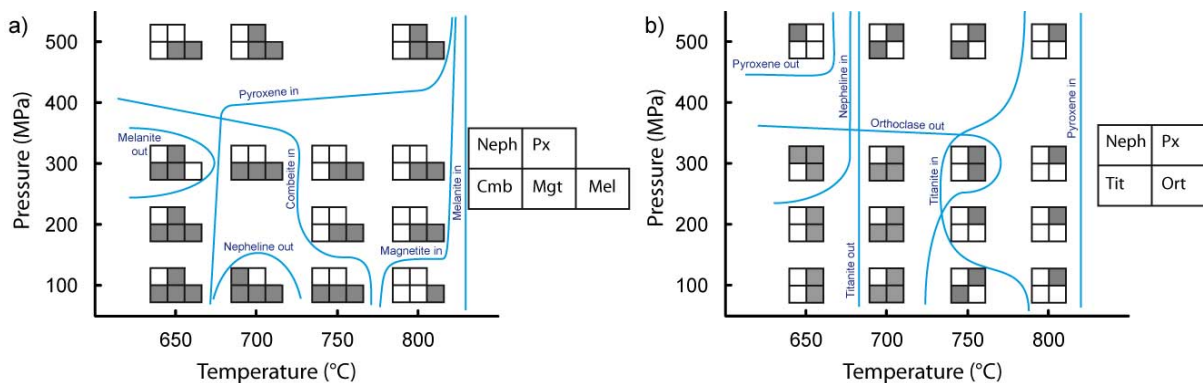 a)
Pressure (MPa)
500
400
300
200
100
650
700
750
800
Temperature (°C)
Pyroxene in
Melanite
out
Combeite in
Melanite in
Nepheline out
Magnetite in
Neph Px
Cmb Mgt Mel
b)
Pressure (MPa)
500
400
300
200
100
650
700
750
800
Temperature (°C)
Pyroxene out
Nepheline in
Orthoclase out
Titanite in
Pyroxene in
Titanite out
Neph Px
Tit Ort